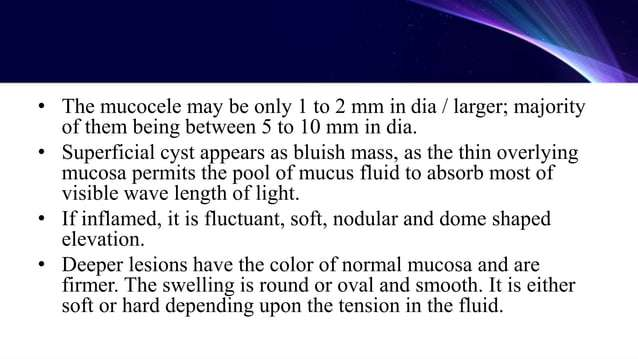 • The mucocele may be only 1 to 2 mm in dia / larger; majority
of them being between 5 to 10 mm in dia.
• Superficial cyst appears as bluish mass, as the thin overlying
mucosa permits the pool of mucus fluid to absorb most of
visible wave length of light.
• If inflamed, it is fluctuant, soft, nodular and dome shaped
elevation.
• Deeper lesions have the color of normal mucosa and are
firmer. The swelling is round or oval and smooth. It is either
soft or hard depending upon the tension in the fluid.